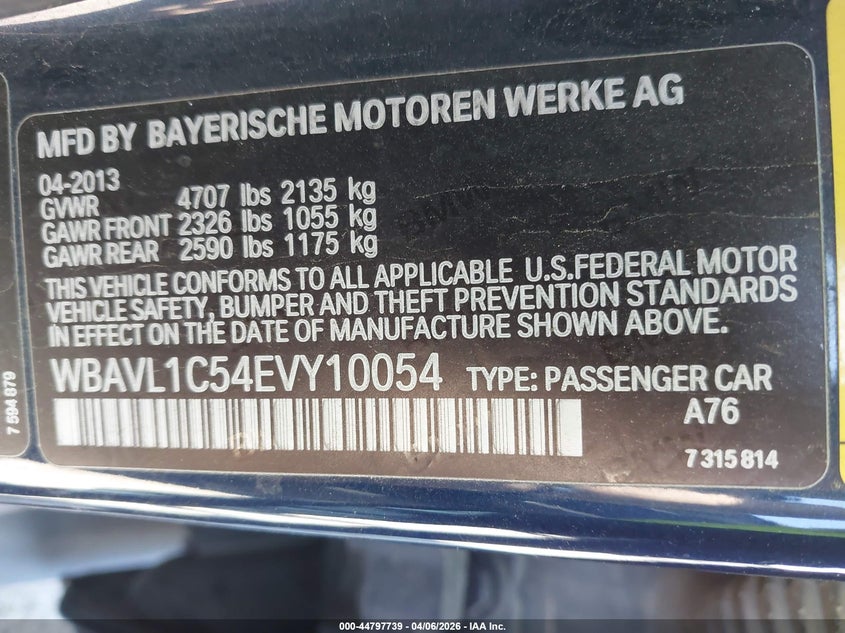 MFD BY BAYERISCHE MOTOREN WERKE AG
04-2013
GVWR 4707 lbs 2135 kg
GAWR FRONT 2326 lbs 1055 kg
GAWR REAR 2590 lbs 1175 kg
THIS VEHICLE CONFORMS TO ALL APPLICABLE U.S.FEDERAL MOTOR
VEHICLE SAFETY, BUMPER AND THEFT PREVENTION STANDARDS
IN EFFECT ON THE DATE OF MANUFACTURE SHOWN ABOVE.
WBAVL1C54EVY10054 TYPE: PASSENGER CAR
A76
7 315 814
7 594 879
000-44797739 - 04/06/2026 - IAA Inc.